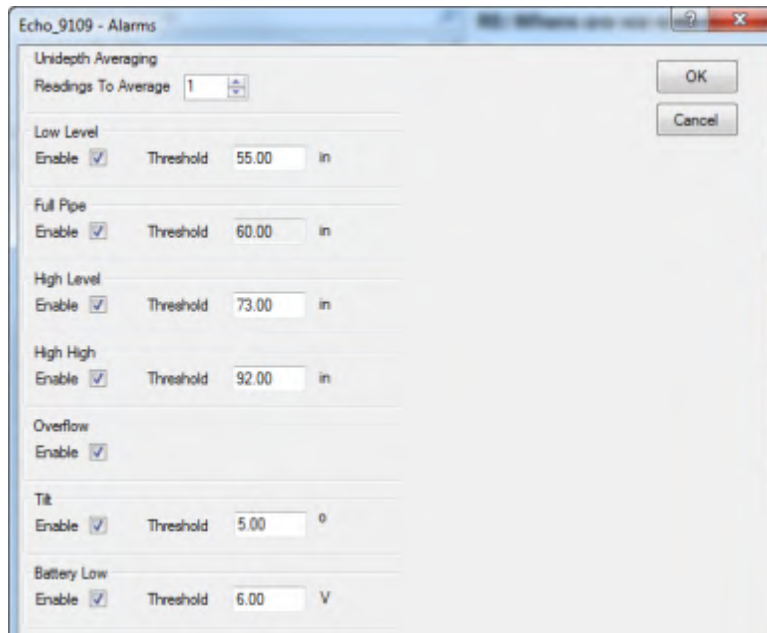 Echo_9109 - Alarms
Unidepth Averaging
Readings To Average 1
OK
Cancel
Low Level
Enable Threshold 55.00 in
Full Pipe
Enable Threshold 60.00 in
High Level
Enable Threshold 73.00 in
High High
Enable Threshold 92.00 in
Overflow
Enable
Tilt
Enable Threshold 5.00 o
Battery Low
Enable Threshold 6.00 V